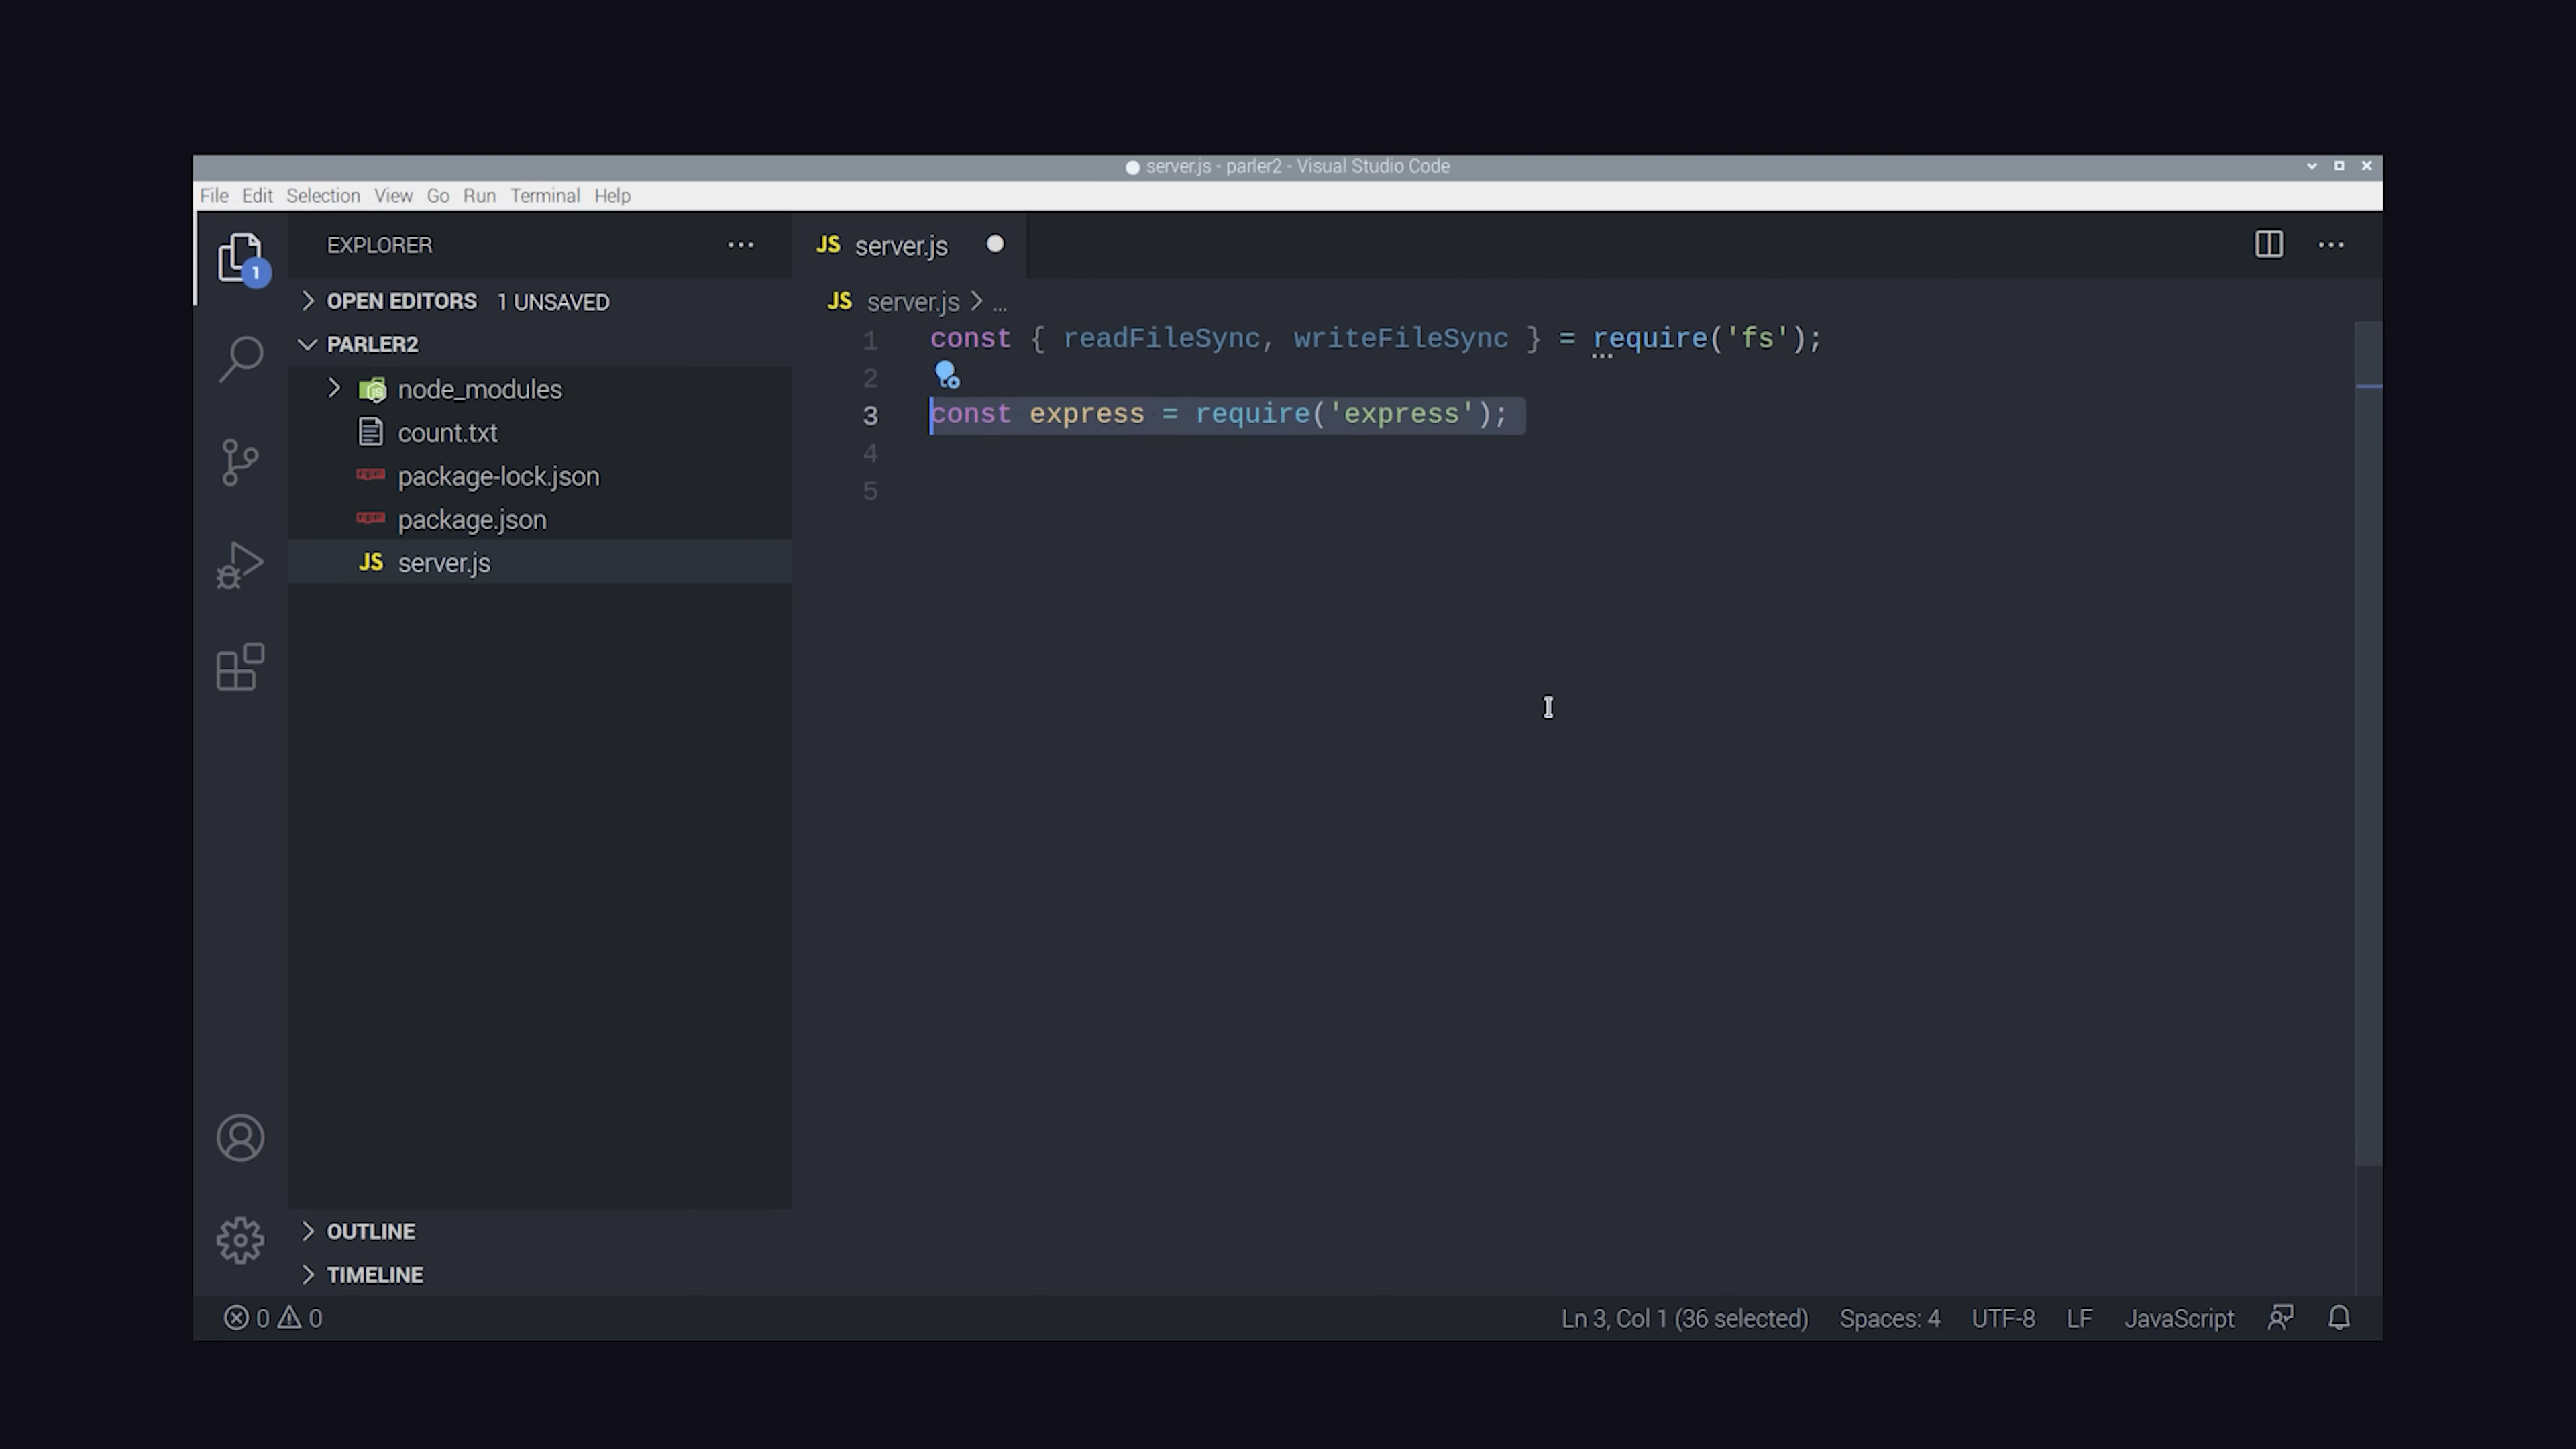 server.js - parler2 - Visual Studio Code
File Edit Selection View Go Run Terminal Help
EXPLORER
1
OPEN EDITORS 1 UNSAVED
PARLER2
node_modules
count.txt
package-lock.json
package.json
JS server.js
OUTLINE
TIMELINE
JS server.js
JS server.js > ...
1 const { readFileSync, writeFileSync } = require('fs');
2
3 const express = require('express');
4
5
0 0
Ln 3, Col 1 (36 selected) Spaces: 4 UTF-8 LF JavaScript